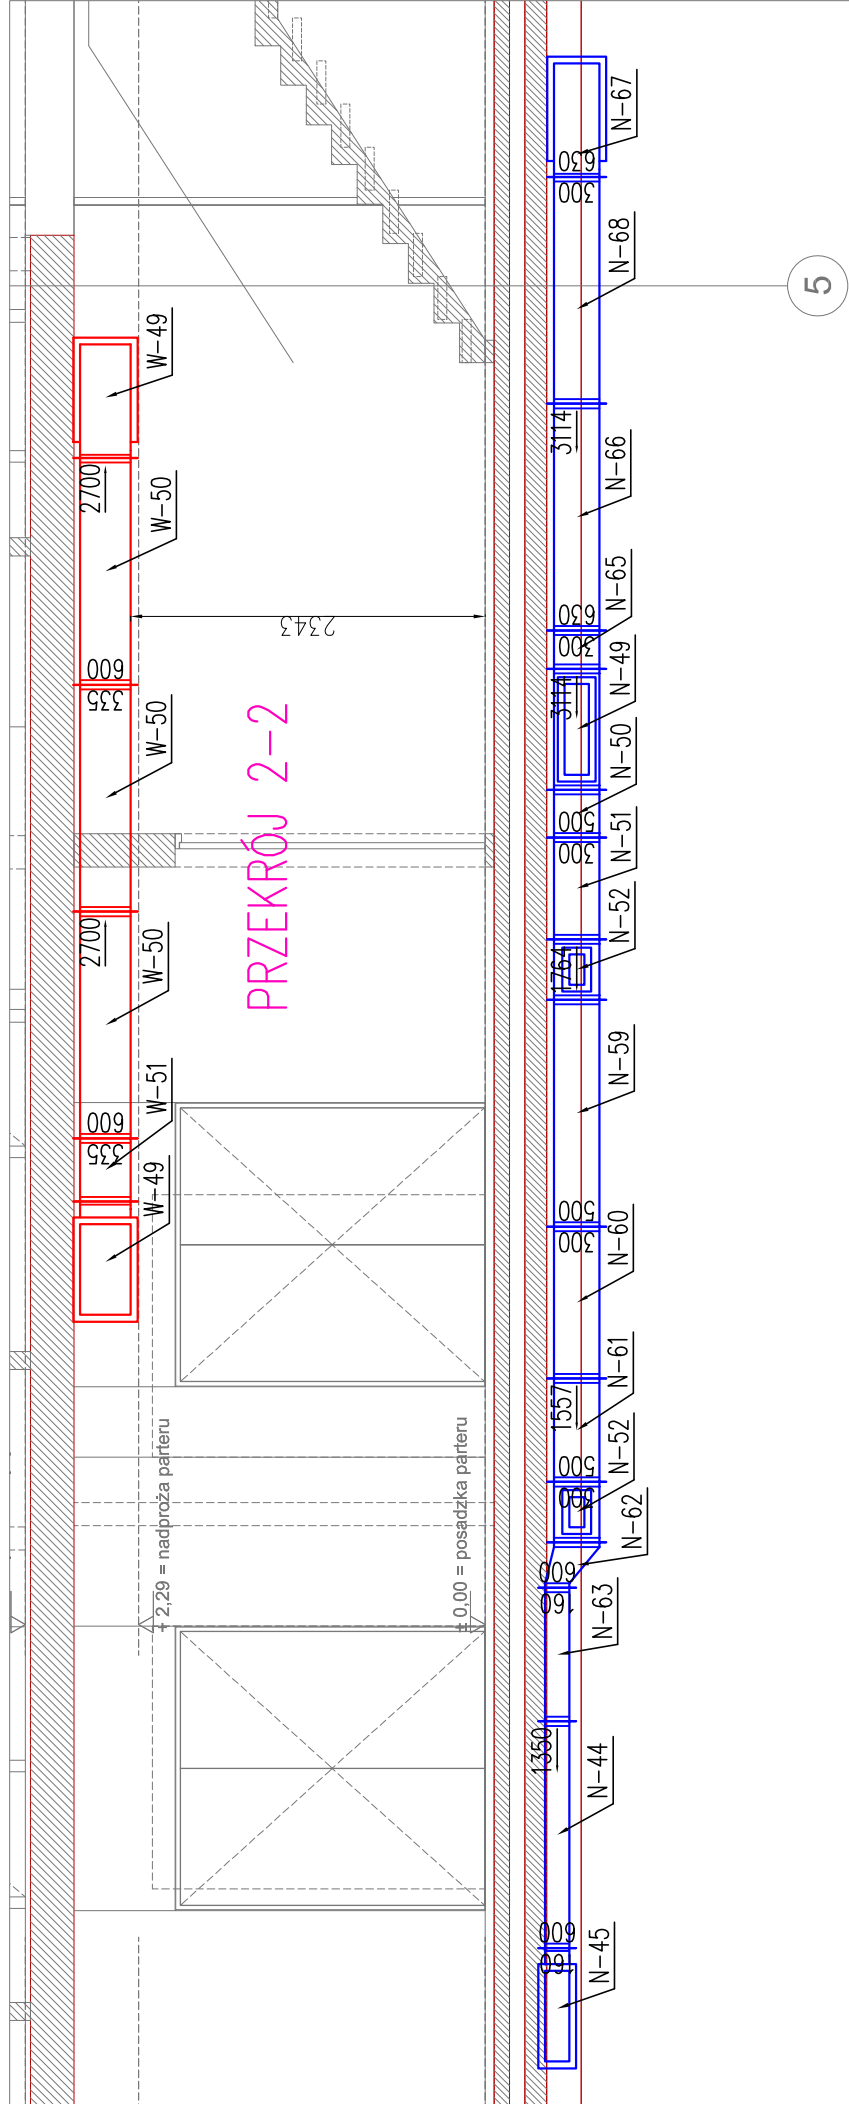 W-49
2700
W-50
600
335
W-50
2700
W-50
600
335
W-51
W-49
2343
PRZEKRÓJ 2-2
+ 2,29 = nadproża parteru
± 0,00 = posadzka parteru
5
N-67
630
300
N-68
3114
N-66
630
300
N-65
3114
N-49
N-50
500
300
N-51
1764
N-52
N-59
500
300
N-60
1557
N-61
500
300
N-52
N-62
600
160
N-63
1350
N-44
600
160
N-45